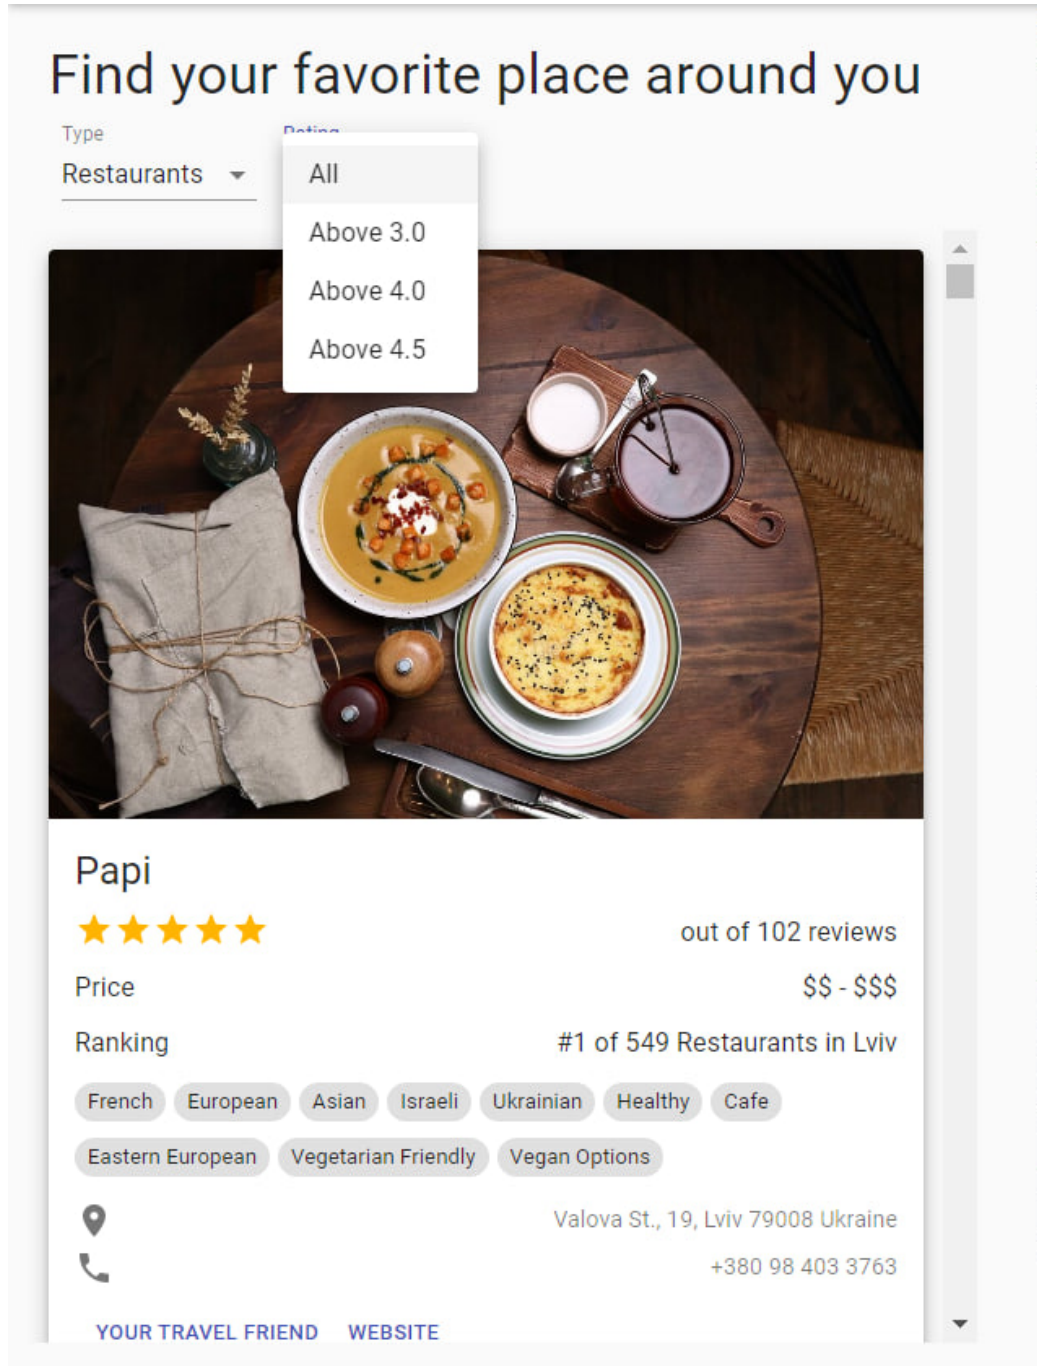 Find your favorite place around you
Type
Rating
Restaurants
All
Above 3.0
Above 4.0
Above 4.5
Papi
out of 102 reviews
Price $$ - $$$
Ranking #1 of 549 Restaurants in Lviv
French European Asian Israeli Ukrainian Healthy Cafe
Eastern European Vegetarian Friendly Vegan Options
Valova St., 19, Lviv 79008 Ukraine
+380 98 403 3763
YOUR TRAVEL FRIEND WEBSITE